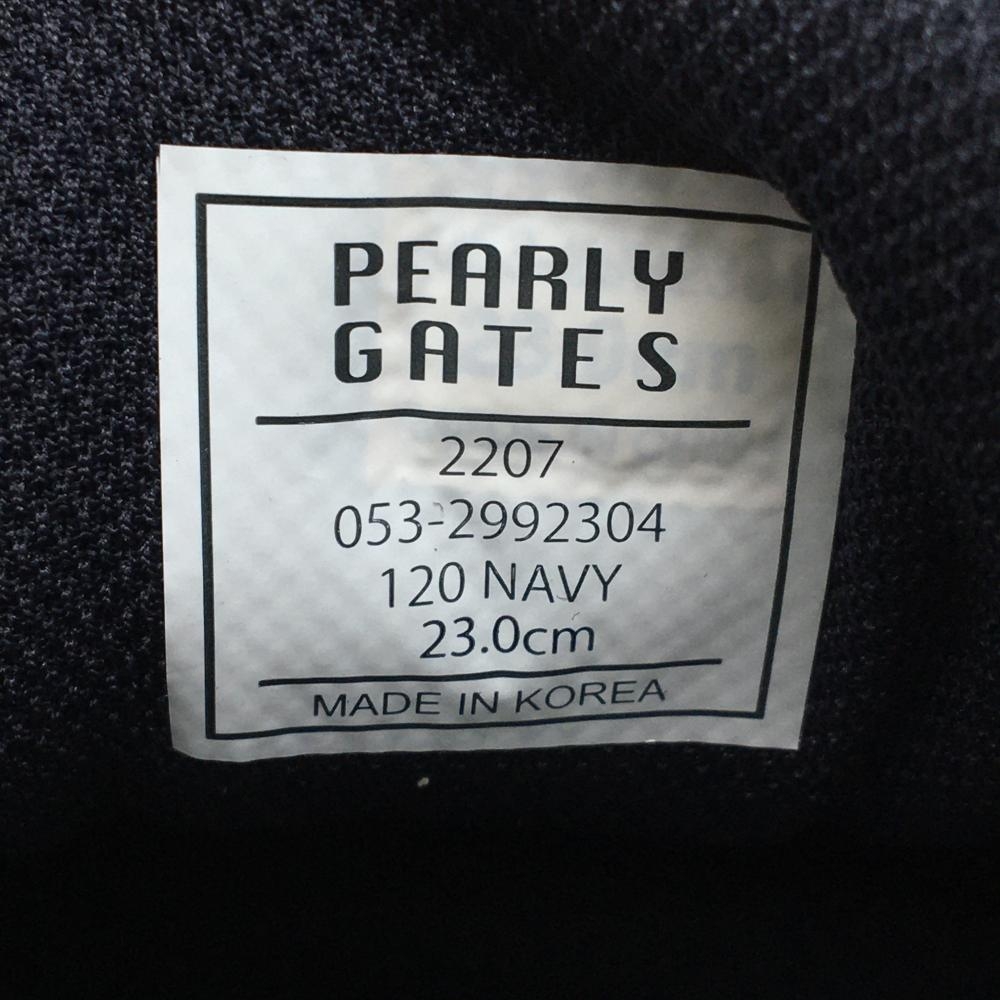 PEARLY
GATES
2207
053-2992304
120 NAVY
23.0cm
MADE IN KOREA